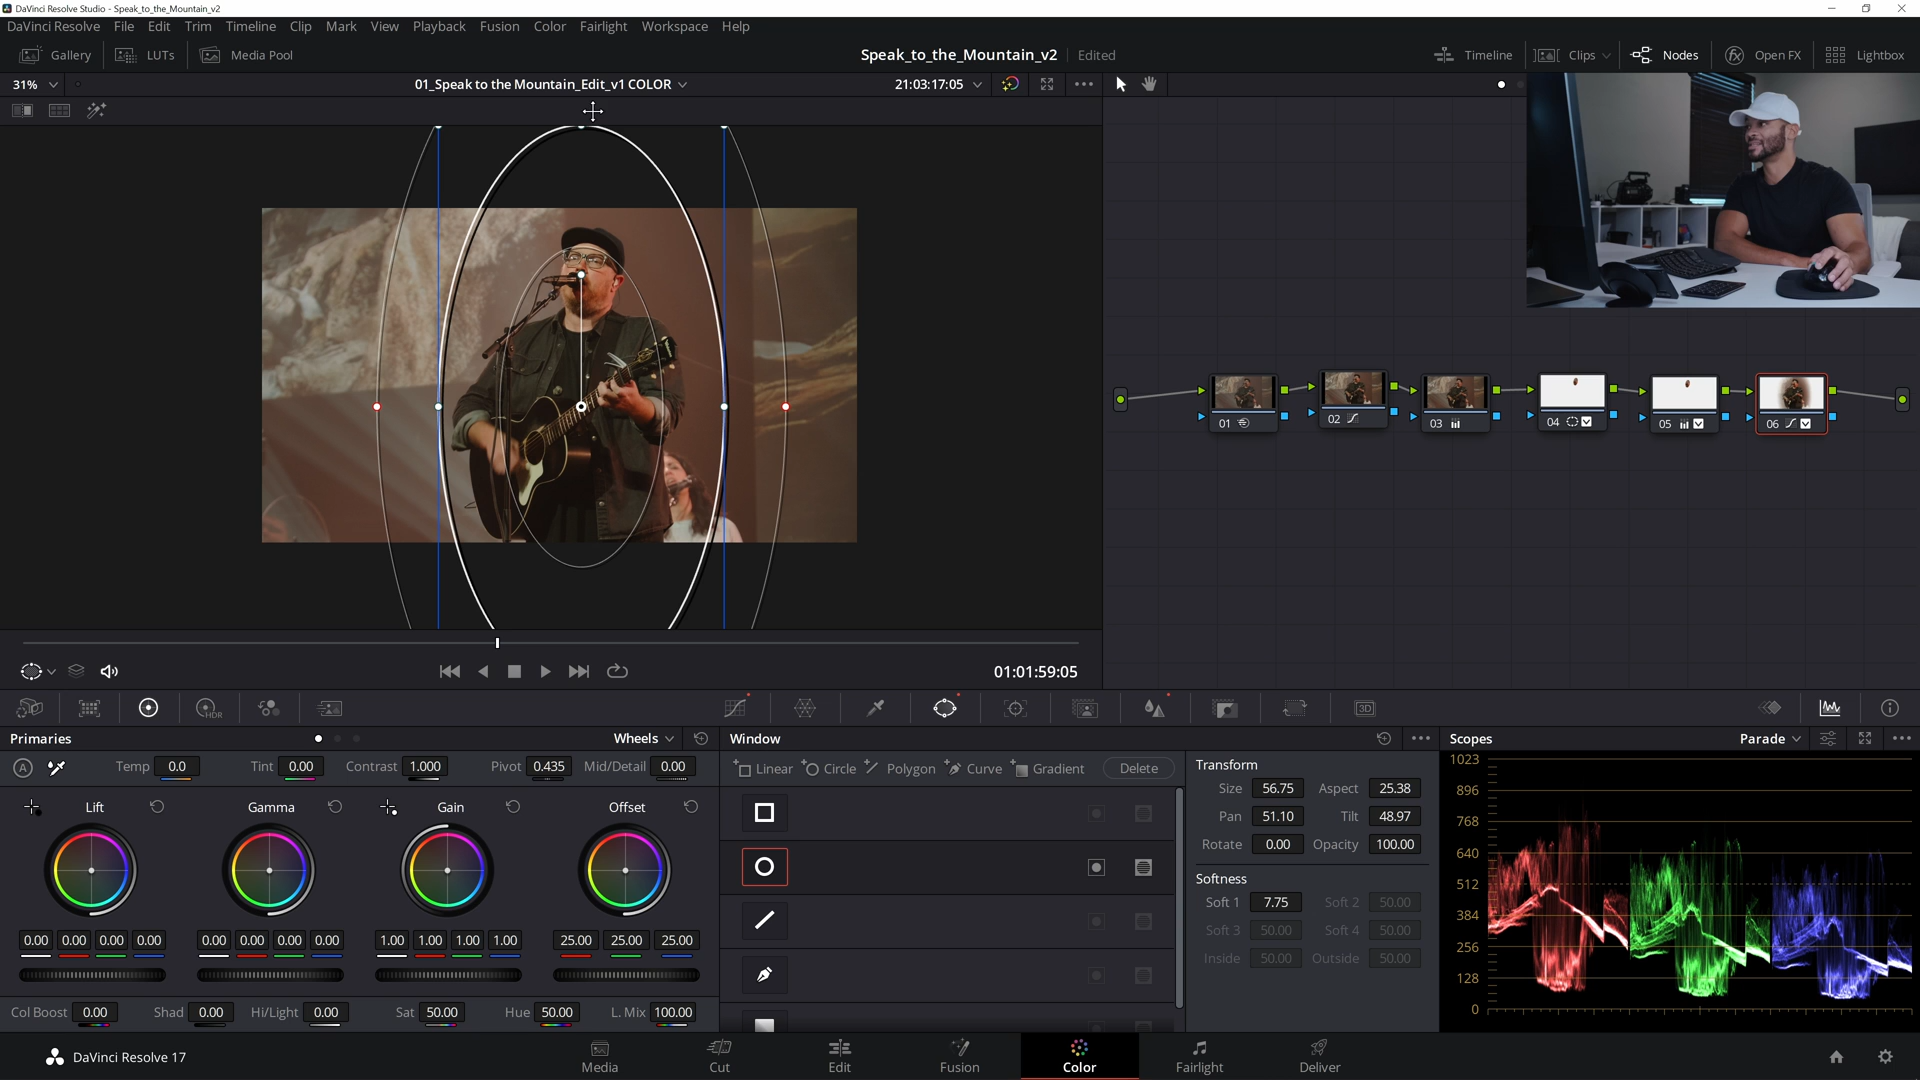 DaVinci Resolve Studio - Speak_to_the_Mountain_v2
DaVinci Resolve File Edit Trim Timeline Clip Mark View Playback Fusion Color Fairlight Workspace Help
Gallery LUTs Media Pool Speak_to_the_Mountain_v2 Edited Timeline Clips Nodes Open FX Lightbox
31% 01_Speak to the Mountain_Edit_v1 COLOR 21:03:17:05
01 02 03 04 05 06
01:01:59:05
HDR 3D
Primaries Wheels Window Scopes Parade
A Temp 0.0 Tint 0.00 Contrast 1.000 Pivot 0.435 Mid/Detail 0.00
Linear Circle Polygon Curve Gradient Delete
Lift Gamma Gain Offset
0.00 0.00 0.00 0.00 0.00 0.00 0.00 0.00 1.00 1.00 1.00 1.00 25.00 25.00 25.00
Col Boost 0.00 Shad 0.00 Hi/Light 0.00 Sat 50.00 Hue 50.00 L. Mix 100.00
Transform
Size 56.75 Aspect 25.38
Pan 51.10 Tilt 48.97
Rotate 0.00 Opacity 100.00
Softness
Soft 1 7.75 Soft 2 50.00
Soft 3 50.00 Soft 4 50.00
Inside 50.00 Outside 50.00
1023
896
768
640
512
384
256
128
0
DaVinci Resolve 17 Media Cut Edit Fusion Color Fairlight Deliver